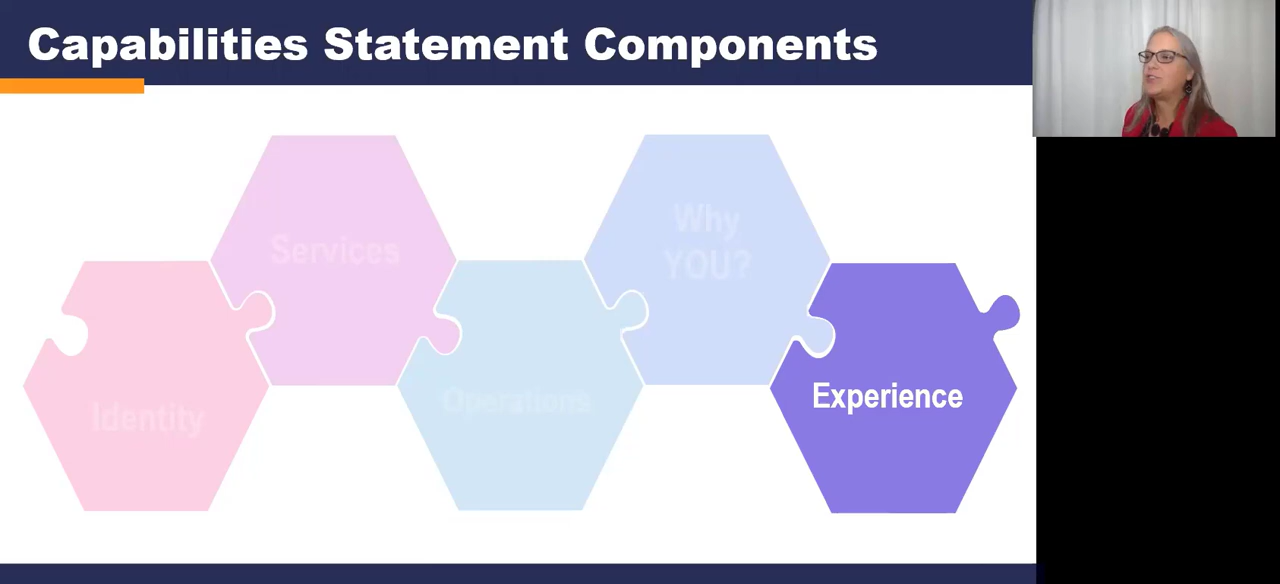 Capabilities Statement Components
Identity
Services
Operations
Why
YOU?
Experience